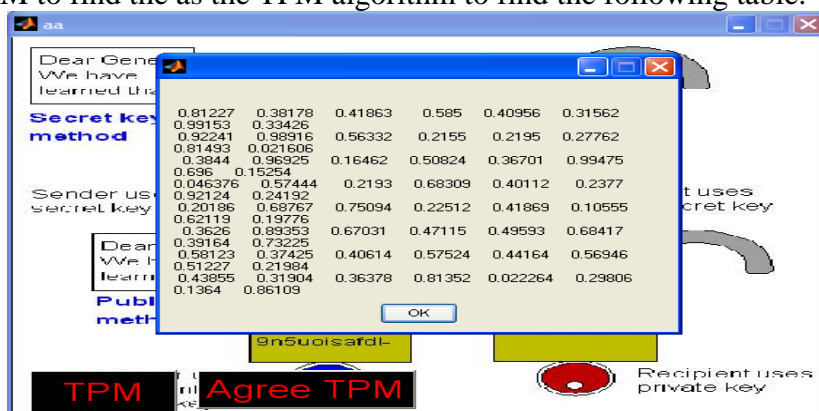 M to find the as the TPM algorithm to find the following table.
aa
Dear Gene
We have
learned tha
Secret key
method
0.81227 0.38178 0.41863 0.585 0.40956 0.31562
0.99153 0.33426
0.92241 0.98916 0.56332 0.2155 0.2195 0.27762
0.81493 0.021606
0.3844 0.96925 0.16462 0.50824 0.36701 0.99475
0.696 0.15254
0.046376 0.57444 0.2193 0.68309 0.40112 0.2377
0.92124 0.24192
0.20186 0.68767 0.75094 0.22512 0.41869 0.10555
0.62119 0.19776
0.3626 0.89353 0.67031 0.47115 0.49593 0.68417
0.39164 0.73225
0.58123 0.37425 0.40614 0.57524 0.44164 0.56946
0.51227 0.21984
0.43855 0.31904 0.36378 0.81352 0.022264 0.29806
0.1364 0.86109
OK
Sender us
secret key
t uses
cret key
Dear
We h
learn
Publ
meth
9n5uoisafdl-
TPM
Agree TPM
Recipient uses
private key